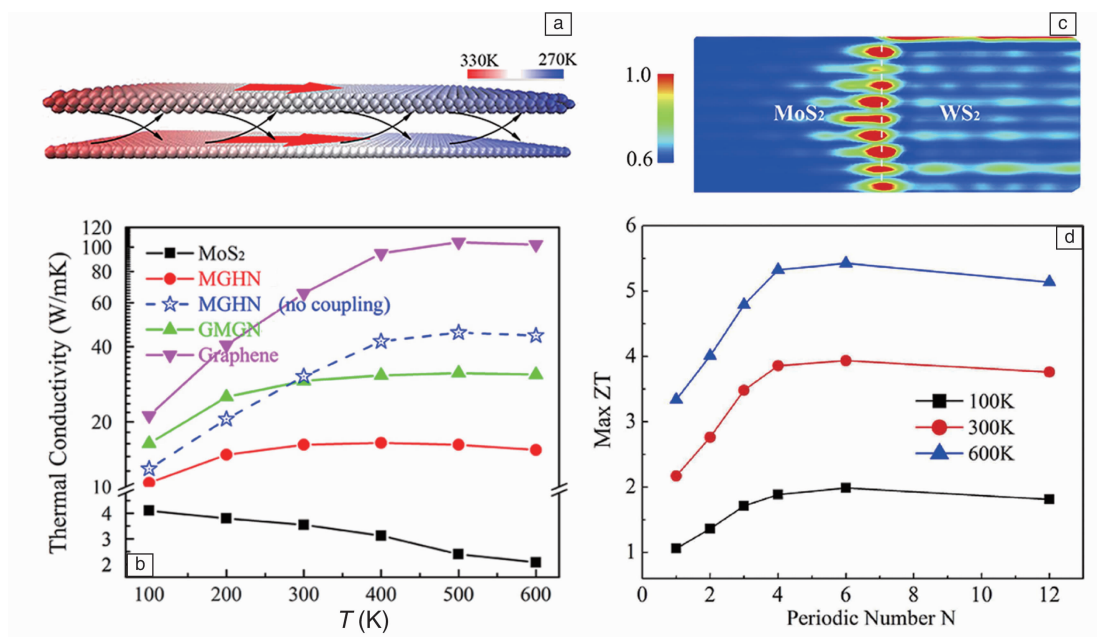 a
330K 270K
c
1.0
0.6
MoS₂ WS₂
120
100
80
60
40
20
10
4
3
2
Thermal Conductivity (W/mK)
MoS₂
MGHN
MGHN (no coupling)
GMGN
Graphene
b
100 200 300 400 500 600
T (K)
d
6
5
4
3
2
1
Max ZT
100K
300K
600K
0 2 4 6 8 10 12
Periodic Number N